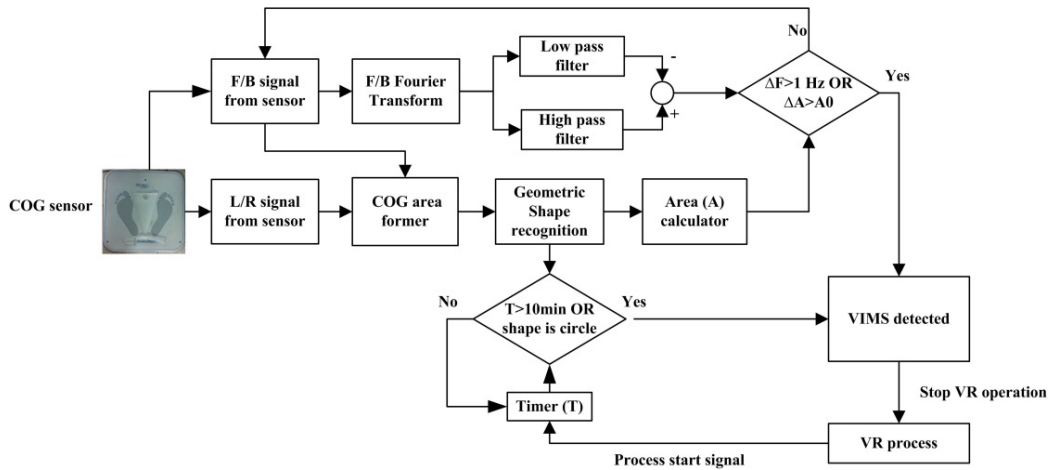 No
Low pass
filter
-
F/B signal
from sensor
F/B Fourier
Transform
ΔF>1 Hz OR
ΔA>A0
Yes
High pass
filter
+
COG sensor
L/R signal
from sensor
COG area
former
Geometric
Shape
recognition
Area (A)
calculator
No
T>10min OR
shape is circle
Yes
VIMS detected
Timer (T)
Stop VR operation
VR process
Process start signal